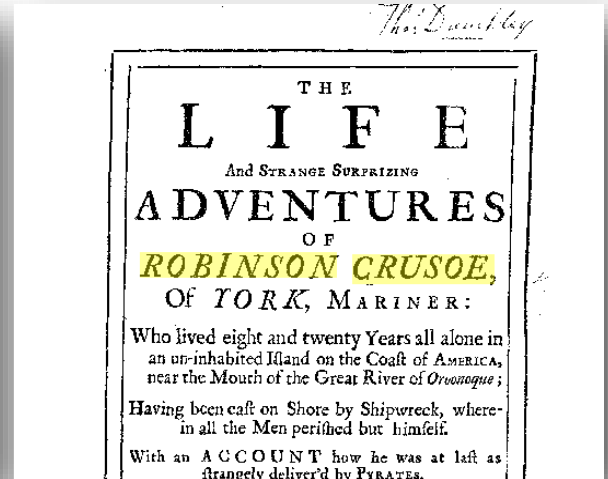 Tho? Dumbley
THE
LIFE
And STRANGE SURPRIZING
ADVENTURES
OF
ROBINSON CRUSOE,
Of YORK, MARINER:
Who lived eight and twenty Years all alone in
an un-inhabited Iſland on the Coaſt of AMERICA,
near the Mouth of the Great River of Oroonoque;
Having been caſt on Shore by Shipwreck, where-
in all the Men periſhed but himſelf.
With an ACCOUNT how he was at laſt as
ſtrangely deliver'd by PYRATES.